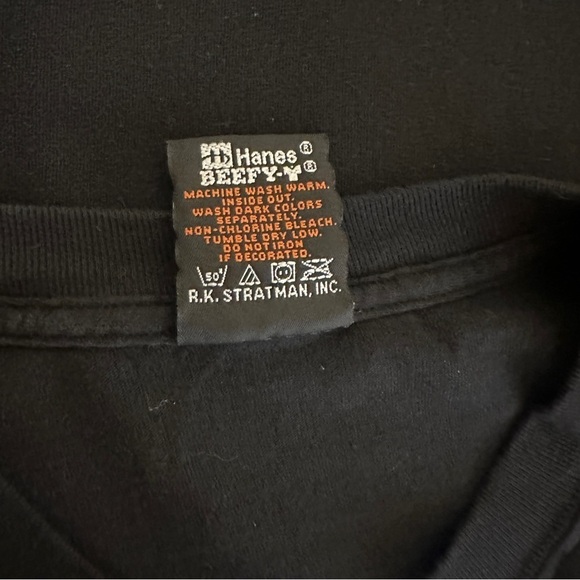 Hanes®
BEEFY-T®
MACHINE WASH WARM.
INSIDE OUT.
WASH DARK COLORS
SEPARATELY.
NON-CHLORINE BLEACH.
TUMBLE DRY LOW.
DO NOT IRON
IF DECORATED.
50°
R.K. STRATMAN, INC.